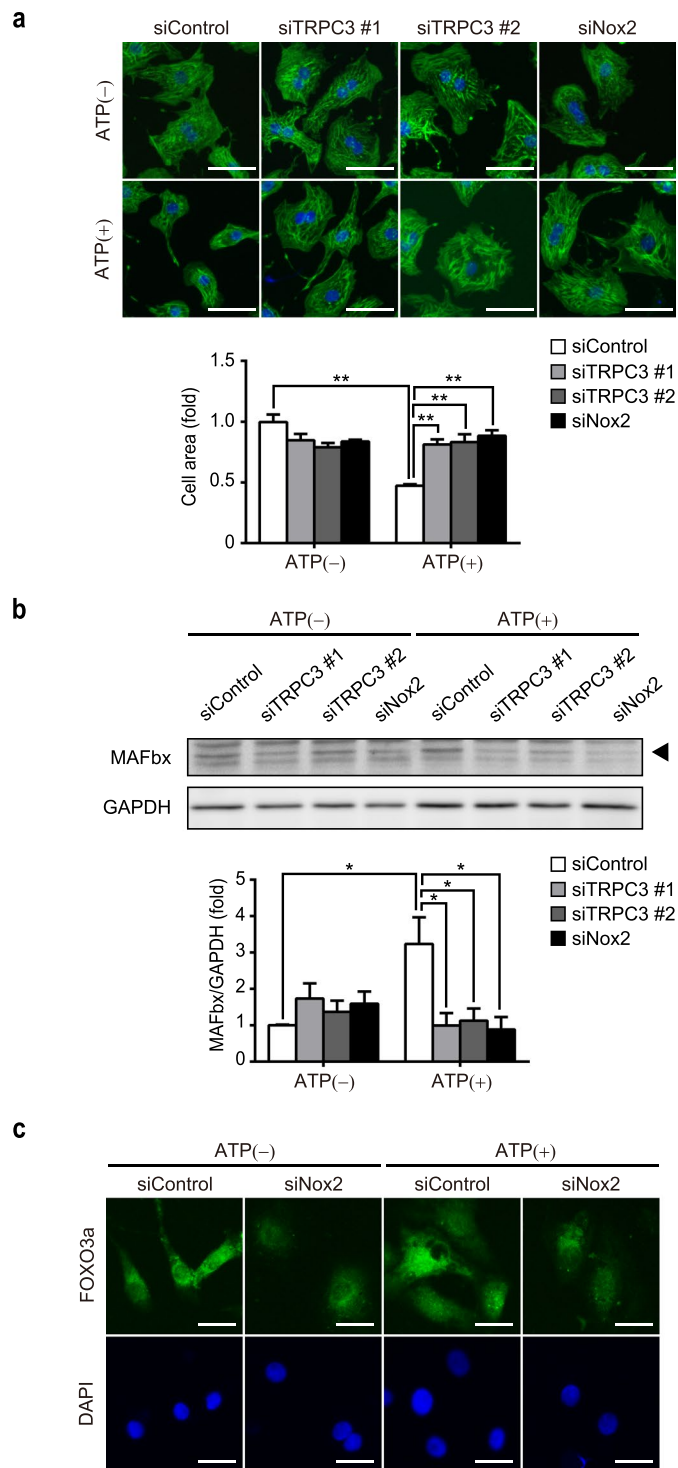 a
siControl siTRPC3 #1 siTRPC3 #2 siNox2
ATP(−)
ATP(+)
siControl
siTRPC3 #1
siTRPC3 #2
siNox2
Cell area (fold)
1.5
1.0
0.5
0
**
**
**
**
ATP(−) ATP(+)
b
ATP(−) ATP(+)
siControl siTRPC3 #1 siTRPC3 #2 siNox2 siControl siTRPC3 #1 siTRPC3 #2 siNox2
MAFbx
GAPDH
siControl
siTRPC3 #1
siTRPC3 #2
siNox2
MAFbx/GAPDH (fold)
5
4
3
2
1
0
*
*
*
*
ATP(−) ATP(+)
c
ATP(−) ATP(+)
siControl siNox2 siControl siNox2
FOXO3a
DAPI